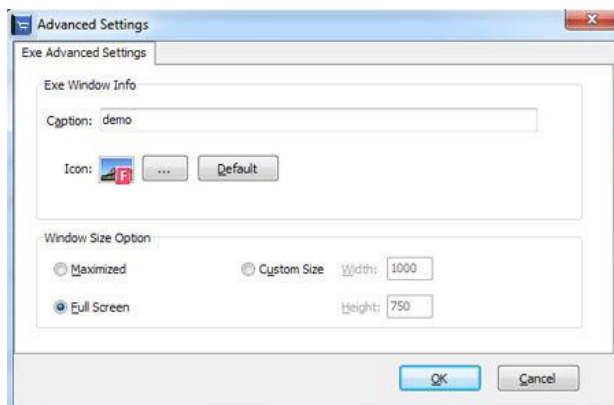 Advanced Settings
Exe Advanced Settings
Exe Window Info
Caption: demo
Icon: F ... Default
Window Size Option
Maximized Custom Size Width: 1000
Full Screen Height: 750
OK Cancel